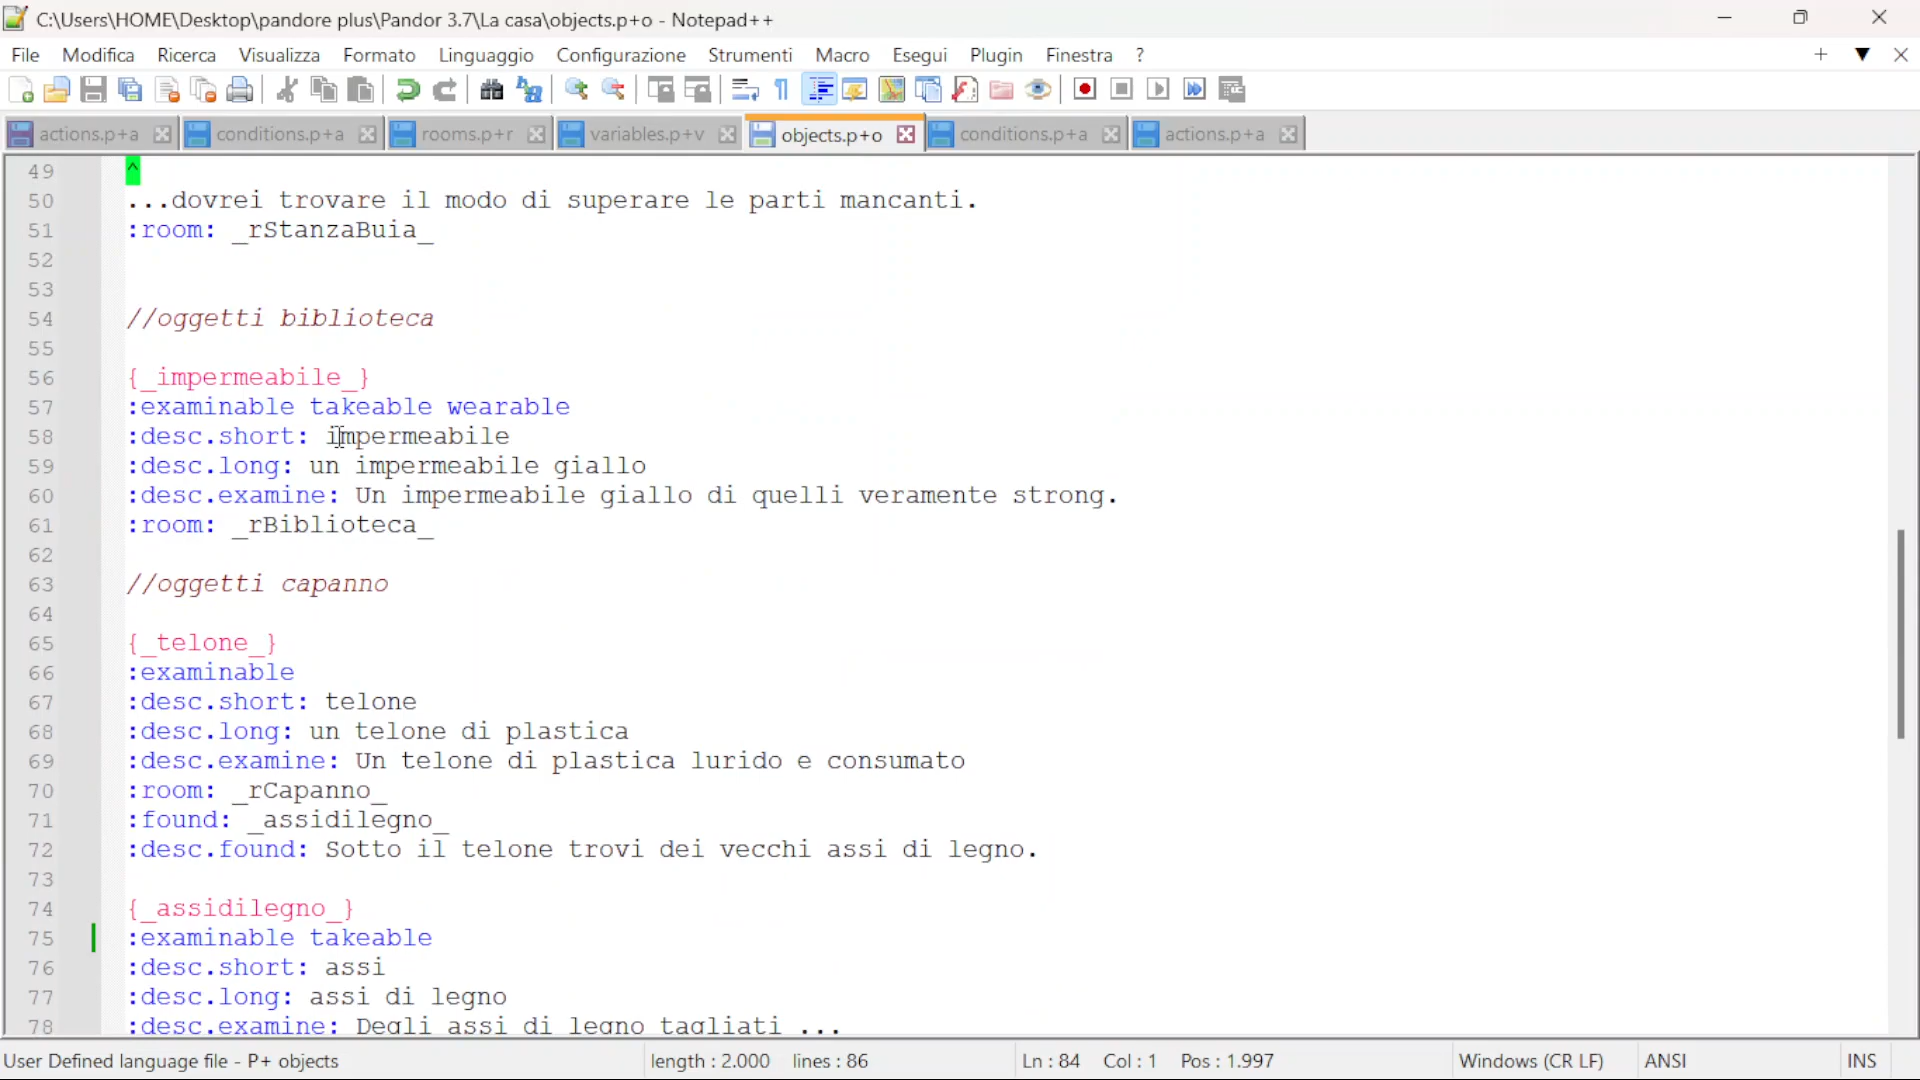 C:\Users\HOME\Desktop\pandore plus\Pandor 3.7\La casa\objects.p+o - Notepad++
File Modifica Ricerca Visualizza Formato Linguaggio Configurazione Strumenti Macro Esegui Plugin Finestra ?
actions.p+a conditions.p+a rooms.p+r variables.p+v objects.p+o conditions.p+a actions.p+a
49 ^
50 ...dovrei trovare il modo di superare le parti mancanti.
51 :room: _rStanzaBuia_
52
53
54 //oggetti biblioteca
55
56 {_impermeabile_}
57 :examinable takeable wearable
58 :desc.short: impermeabile
59 :desc.long: un impermeabile giallo
60 :desc.examine: Un impermeabile giallo di quelli veramente strong.
61 :room: _rBiblioteca_
62
63 //oggetti capanno
64
65 {_telone_}
66 :examinable
67 :desc.short: telone
68 :desc.long: un telone di plastica
69 :desc.examine: Un telone di plastica lurido e consumato
70 :room: _rCapanno_
71 :found: _assidilegno_
72 :desc.found: Sotto il telone trovi dei vecchi assi di legno.
73
74 {_assidilegno_}
75 :examinable takeable
76 :desc.short: assi
77 :desc.long: assi di legno
78 :desc.examine: Degli assi di legno tagliati ...
User Defined language file - P+ objects length : 2.000 lines : 86 Ln : 84 Col : 1 Pos : 1.997 Windows (CR LF) ANSI INS